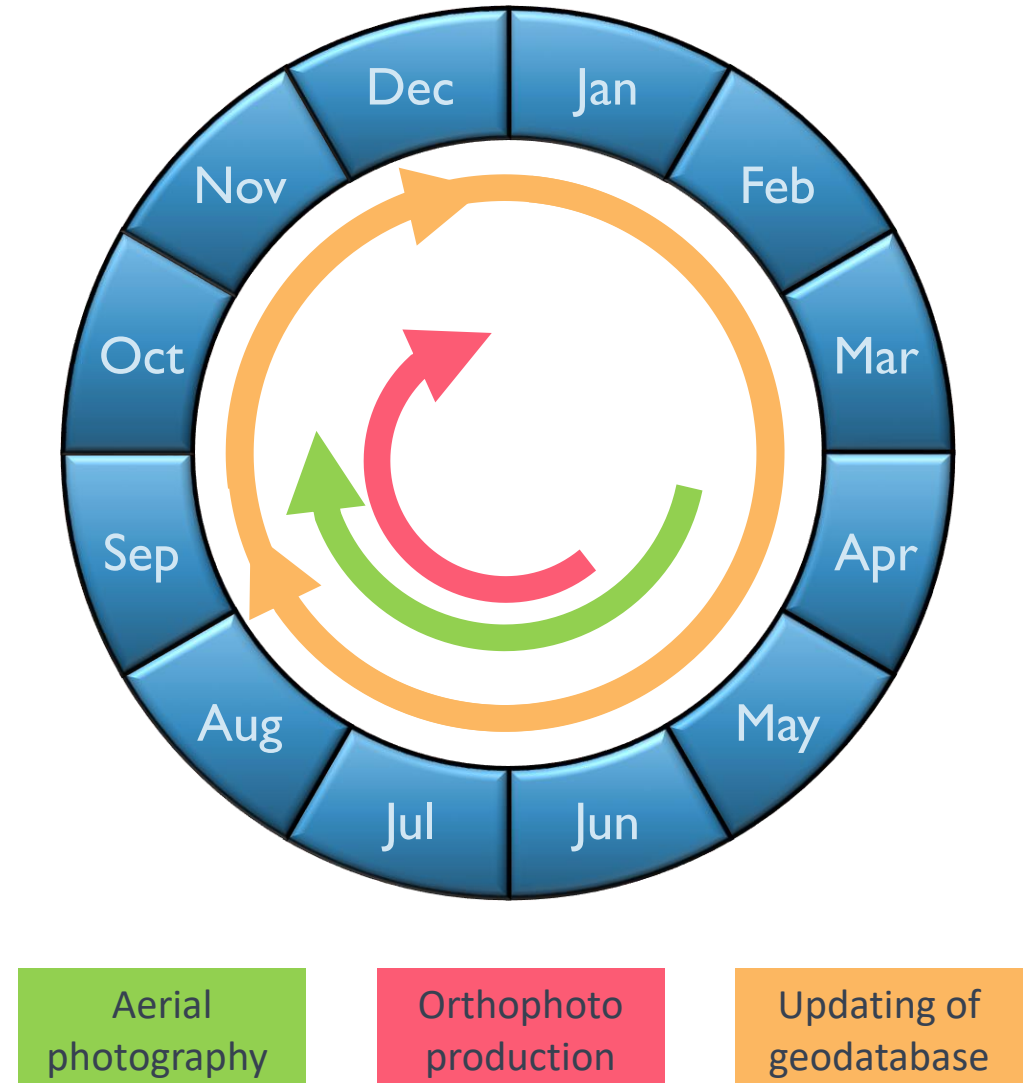 Jan
Feb
Mar
Apr
May
Jun
Jul
Aug
Sep
Oct
Nov
Dec
Aerial
photography
Orthophoto
production
Updating of
geodatabase